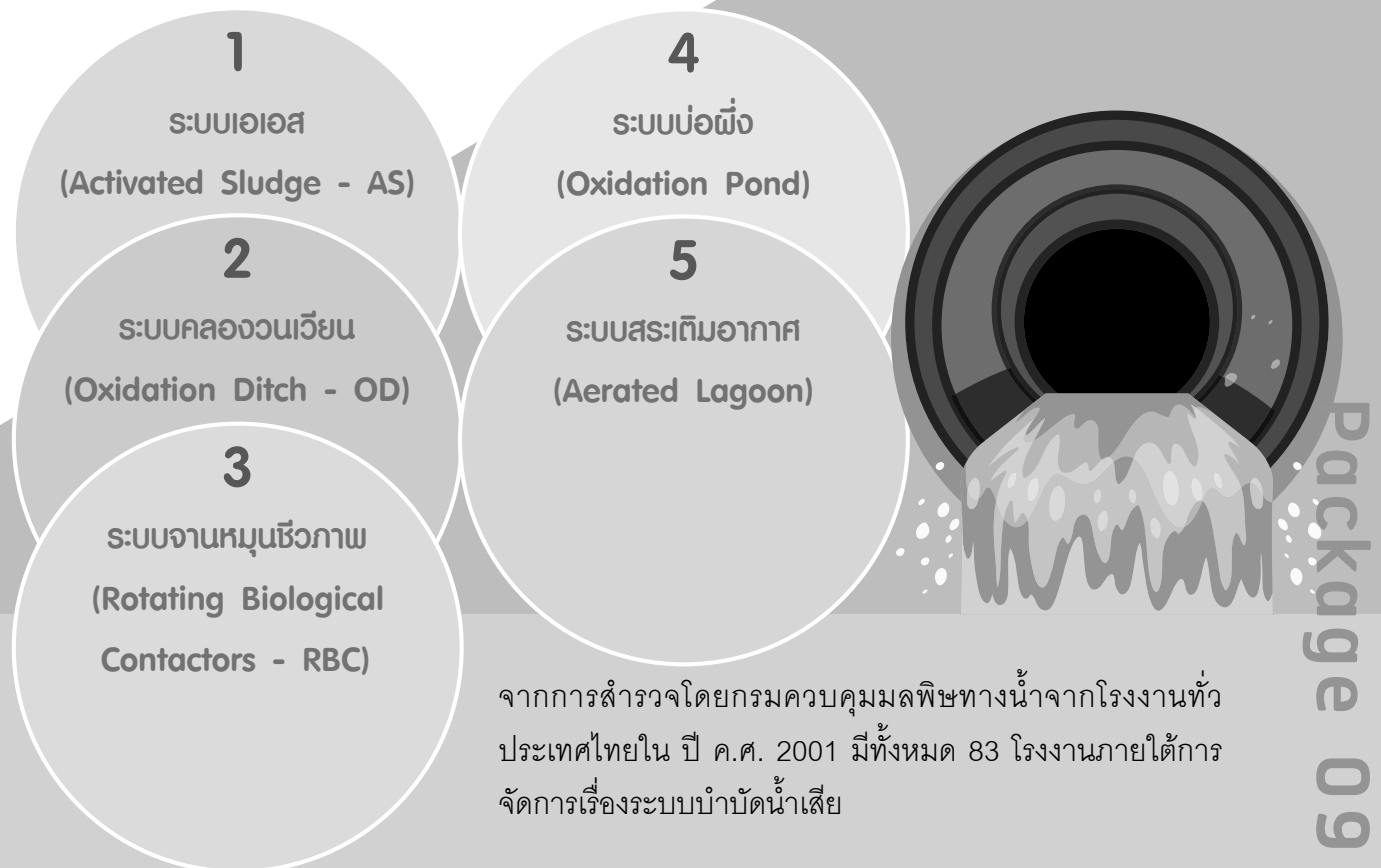 1
ระบบเอเอส
(Activated Sludge - AS)
2
ระบบคลองวนเวียน
(Oxidation Ditch - OD)
3
ระบบจานหมุนชีวภาพ
(Rotating Biological
Contactors - RBC)
4
ระบบบ่อผึ่ง
(Oxidation Pond)
5
ระบบสระเติมอากาศ
(Aerated Lagoon)
จากการสำรวจโดยกรมควบคุมมลพิษทางน้ำจากโรงงานทั่ว
ประเทศไทยใน ปี ค.ศ. 2001 มีทั้งหมด 83 โรงงานภายใต้การ
จัดการเรื่องระบบบำบัดน้ำเสีย
Package 09